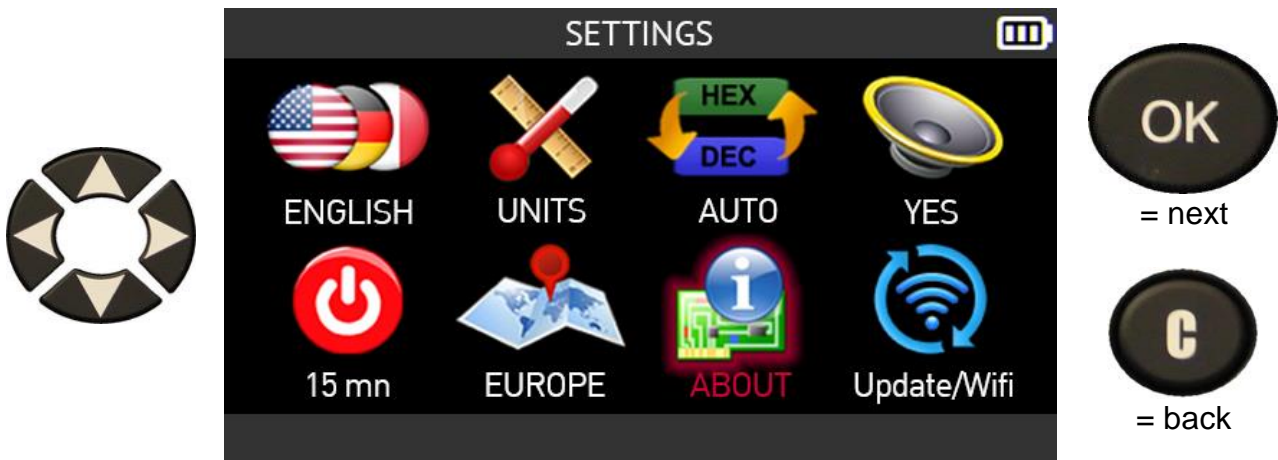 SETTINGS
HEX
DEC
ENGLISH UNITS AUTO YES
15 mn EUROPE ABOUT Update/Wifi
OK
= next
C
= back